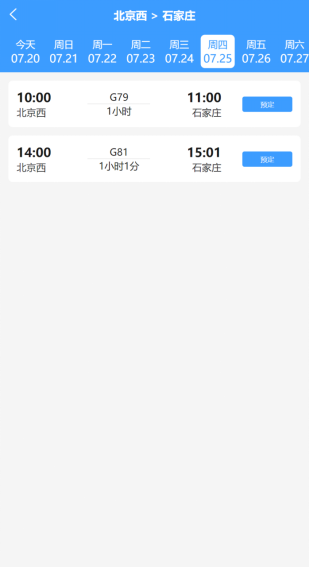 北京西 > 石家庄
今天 周日 周一 周二 周三 周四 周五 周六
07.20 07.21 07.22 07.23 07.24 07.25 07.26 07.27
10:00 G79 11:00
北京西 1小时 石家庄 预定
14:00 G81 15:01
北京西 1小时1分 石家庄 预定